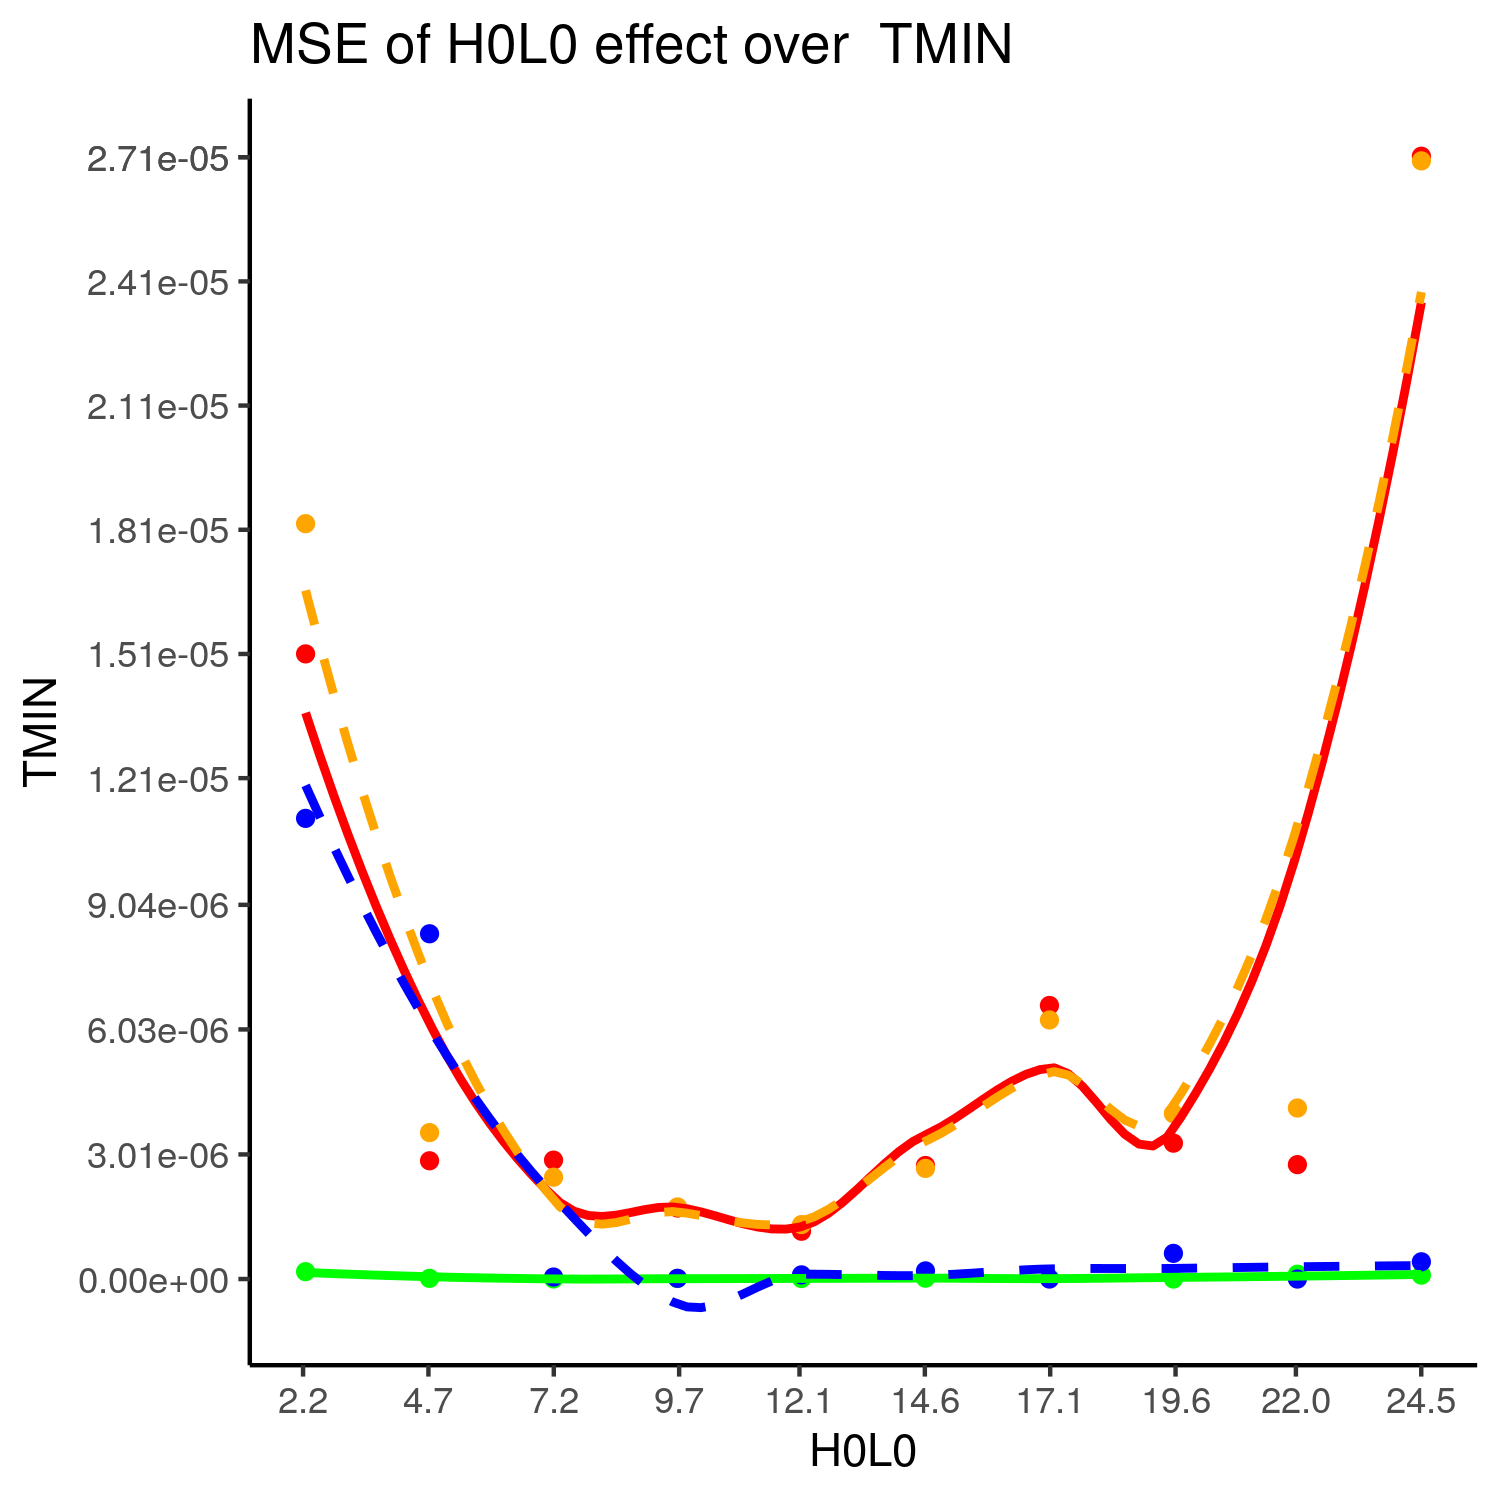 MSE of H0L0 effect over  TMIN
2.71e-05
2.41e-05
2.11e-05
1.81e-05
1.51e-05
1.21e-05
9.04e-06
6.03e-06
3.01e-06
0.00e+00
TMIN
2.2 4.7 7.2 9.7 12.1 14.6 17.1 19.6 22.0 24.5
H0L0